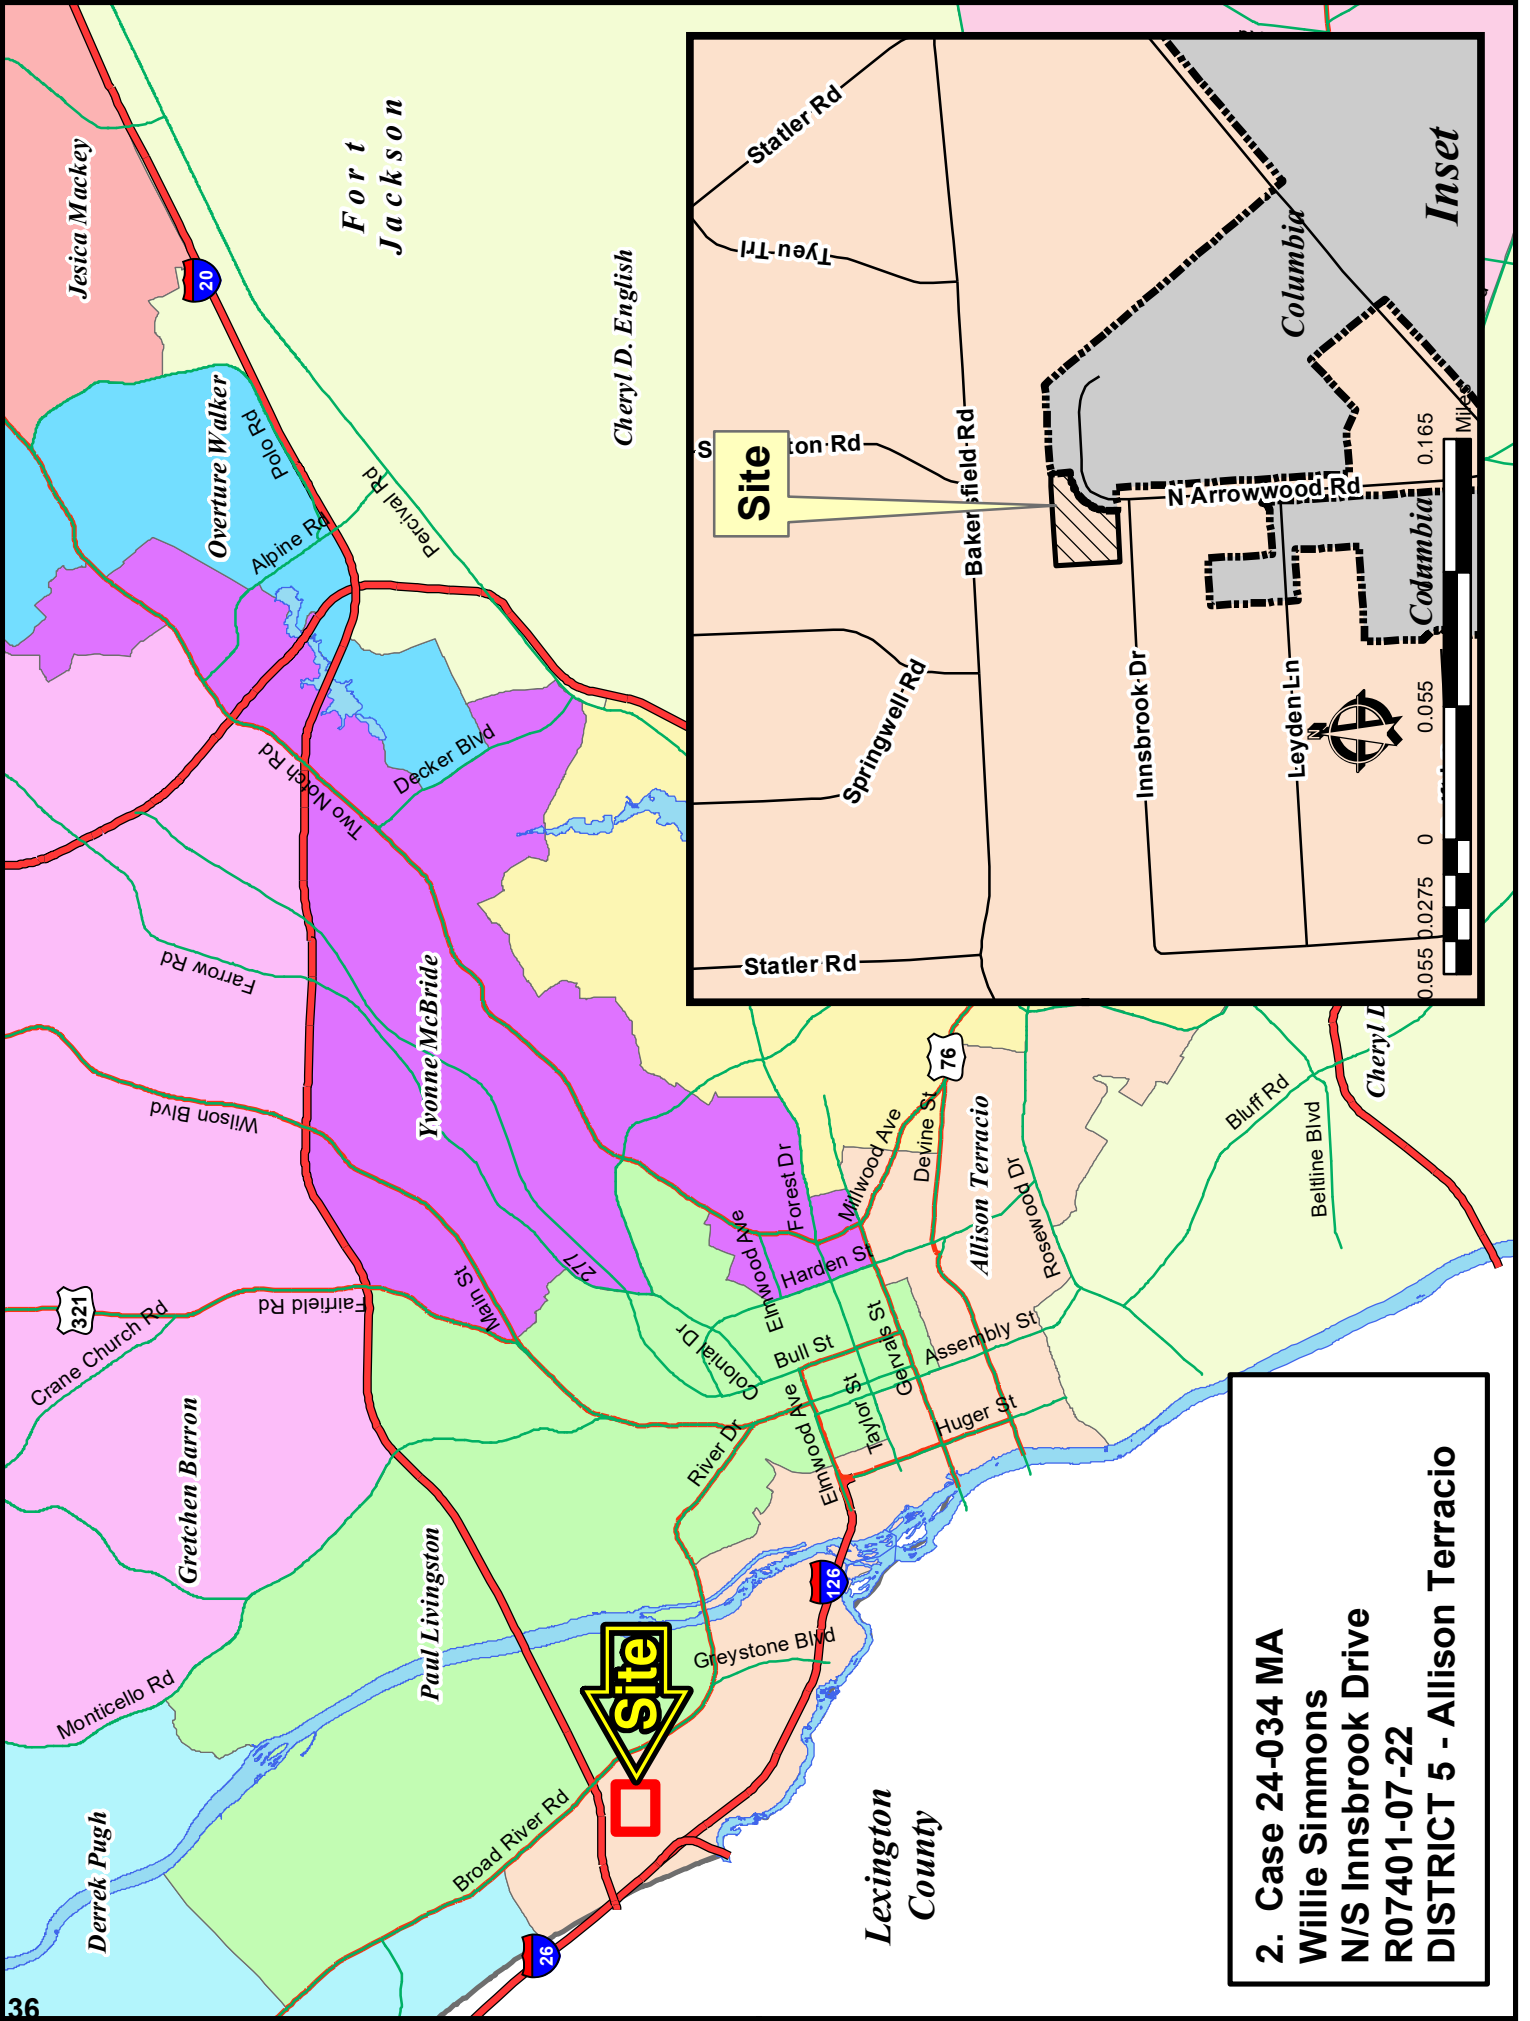 Jesica Mackey
20
Fort
Jackson
Overture Walker
Polo Rd
Alpine Rd
Percival Rd
Cheryl D. English
Two Notch Rd
Decker Blvd
Farrow Rd
Yvonne McBride
Wilson Blvd
321
Crane Church Rd
Fairfield Rd
Main St
277
Gretchen Barron
Paul Livingston
Monticello Rd
Derrek Pugh
Broad River Rd
26
36
Site
Greystone Blvd
126
River Dr
Colonial Dr
Elmwood Ave
Bull St
Elmwood Ave
Harden St
Forest Dr
Millwood Ave
Devine St
76
Taylor St
Gervais St
Assembly St
Huger St
Allison Terracio
Rosewood Dr
Bluff Rd
Beltline Blvd
Cheryl D
Lexington
County
Statler Rd
Tyeu Trl
S
ton Rd
Site
Bakersfield Rd
Springwell Rd
Statler Rd
N Arrowwood Rd
Innsbrook Dr
Leyden Ln
Columbia
Columbia
Inset
N
0.055 0.0275 0 0.055 0.165
Miles
2. Case 24-034 MA
Willie Simmons
N/S Innsbrook Drive
R07401-07-22
DISTRICT 5 - Allison Terracio